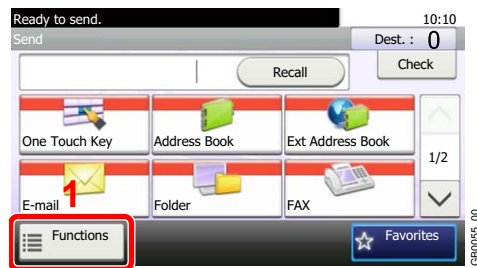 Ready to send. 10:10
Send Dest. : 0
Recall Check
One Touch Key Address Book Ext Address Book
1/2
E-mail 1 Folder FAX
Functions Favorites
GB0055_00